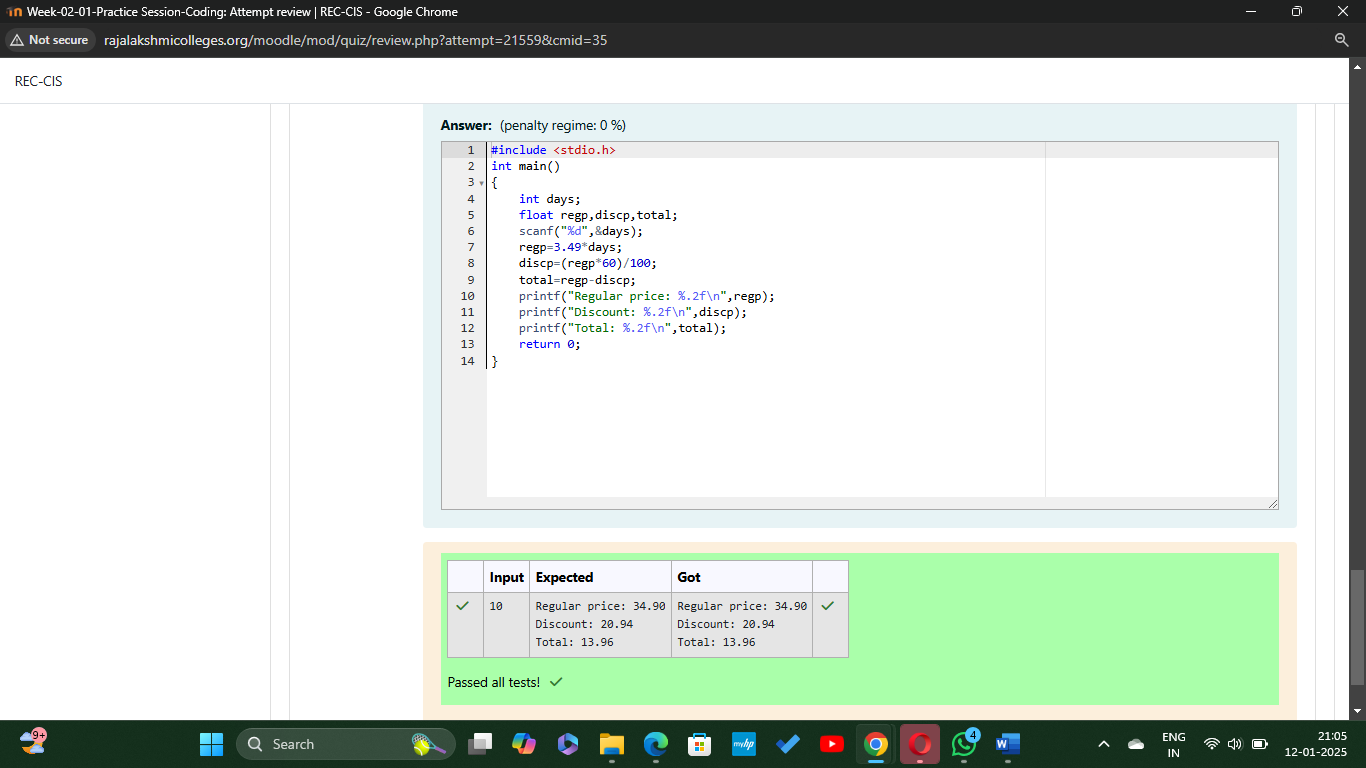 Week-02-01-Practice Session-Coding: Attempt review | REC-CIS - Google Chrome
Not secure rajalakshmicolleges.org/moodle/mod/quiz/review.php?attempt=21559&cmid=35
REC-CIS
Answer: (penalty regime: 0 %)
1 #include <stdio.h>
2 int main()
3 {
4 int days;
5 float regp,discp,total;
6 scanf("%d",&days);
7 regp=3.49*days;
8 discp=(regp*60)/100;
9 total=regp-discp;
10 printf("Regular price: %.2f\n",regp);
11 printf("Discount: %.2f\n",discp);
12 printf("Total: %.2f\n",total);
13 return 0;
14 }
Input Expected Got
10 Regular price: 34.90 Regular price: 34.90
Discount: 20.94 Discount: 20.94
Total: 13.96 Total: 13.96
Passed all tests!
9+ Search myhp 4 W ENG 21:05
IN 12-01-2025